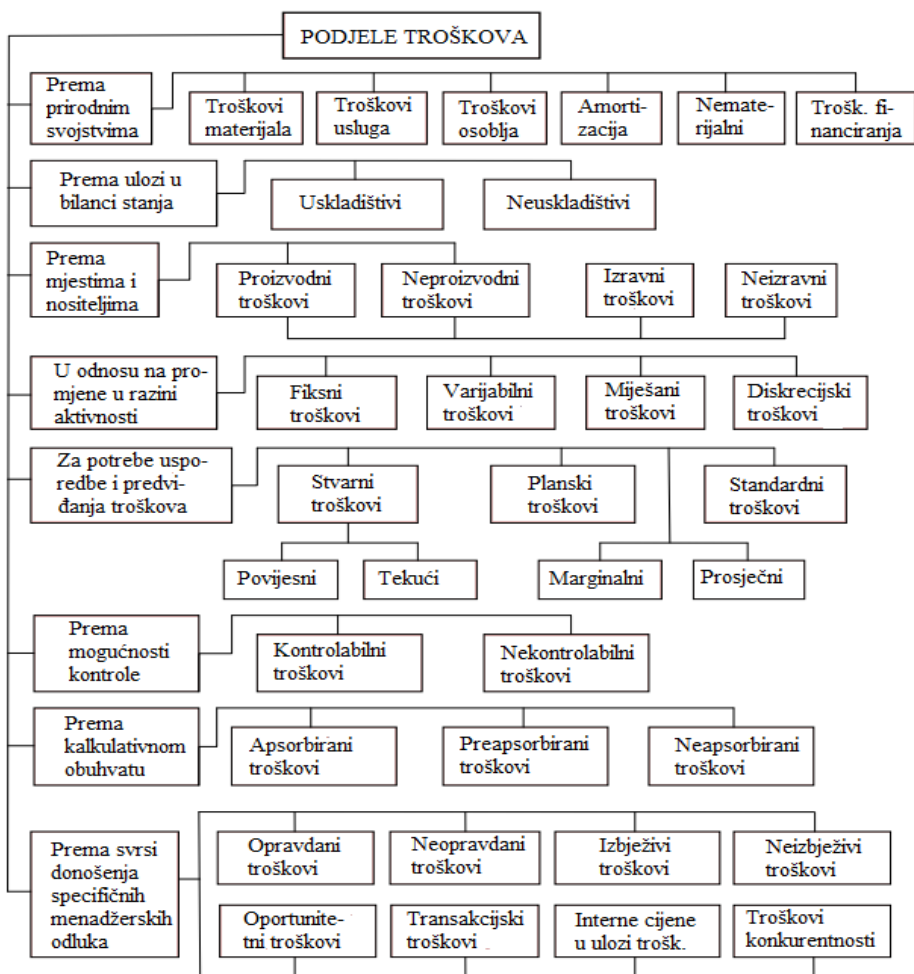 PODJELE TROŠKOVA
Prema
prirodnim
svojstvima
Troškovi
materijala
Troškovi
usluga
Troškovi
osoblja
Amorti-
zacija
Nemate-
rijalni
Trošk. fi-
nanciranja
Prema ulozi u
bilanci stanja
Uskladištivi
Neuskladištivi
Prema
mjestima i
nositeljima
Proizvodni
troškovi
Neproizvodni
troškovi
Izravni
troškovi
Neizravni
troškovi
U odnosu na pro-
mjene u razini
aktivnosti
Fiksni
troškovi
Varijabilni
troškovi
Miješani
troškovi
Diskrecijski
troškovi
Za potrebe uspo-
redbe i predvi-
đanja troškova
Stvarni
troškovi
Planski
troškovi
Standardni
troškovi
Povijesni
Tekući
Marginalni
Prosječni
Prema
mogućnosti
kontrole
Kontrolabilni
troškovi
Nekontrolabilni
troškovi
Prema
kalkulativnom
obuhvatu
Apsorbirani
troškovi
Preapsorbirani
troškovi
Neapsorbirani
troškovi
Prema svrsi
donošenja
specifičnih
menadžerskih
odluka
Opravdani
troškovi
Neopravdani
troškovi
Izbježivi
troškovi
Neizbježivi
troškovi
Oportunite-
tni troškovi
Transakcijski
troškovi
Interne cijene
u ulozi trošk.
Troškovi
konkurentnosti